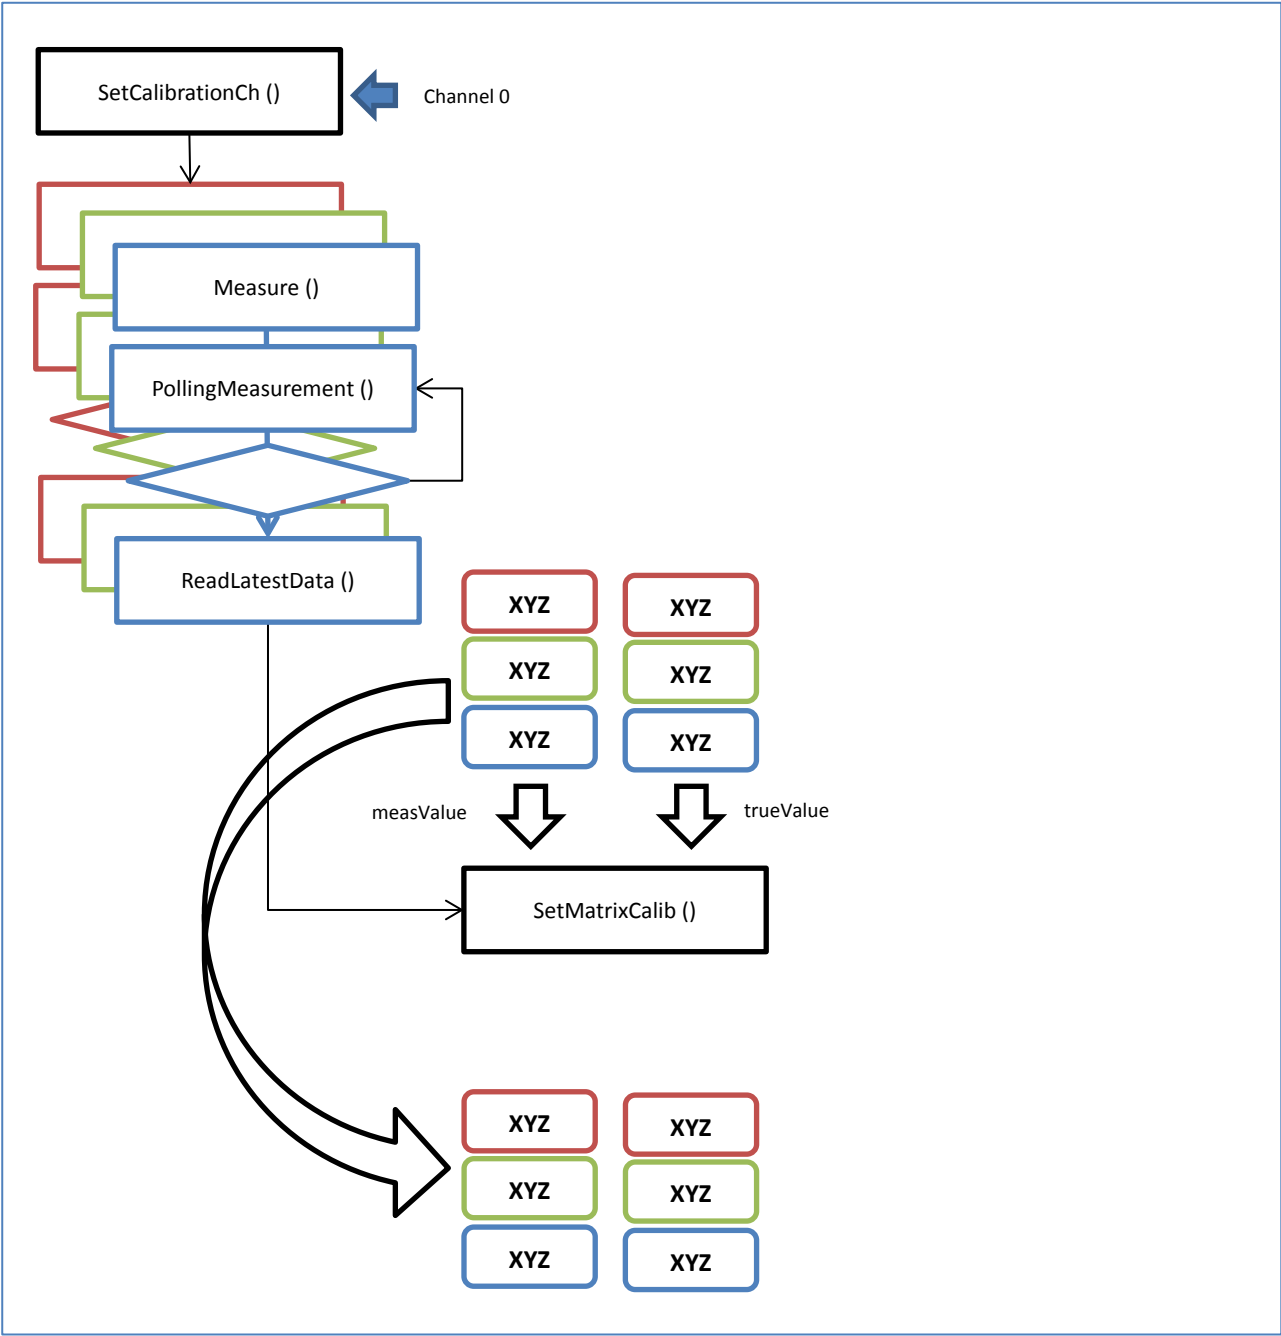 SetCalibrationCh ()
Channel 0
Measure ()
PollingMeasurement ()
ReadLatestData ()
XYZ XYZ
XYZ XYZ
XYZ XYZ
measValue trueValue
SetMatrixCalib ()
XYZ XYZ
XYZ XYZ
XYZ XYZ